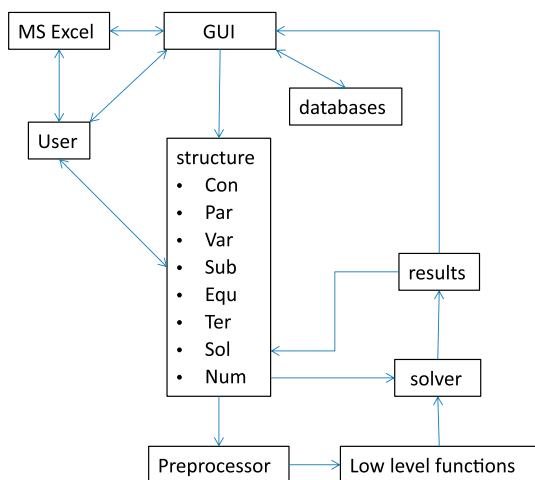 MS Excel
GUI
databases
User
structure
• Con
• Par
• Var
• Sub
• Equ
• Ter
• Sol
• Num
results
solver
Preprocessor
Low level functions